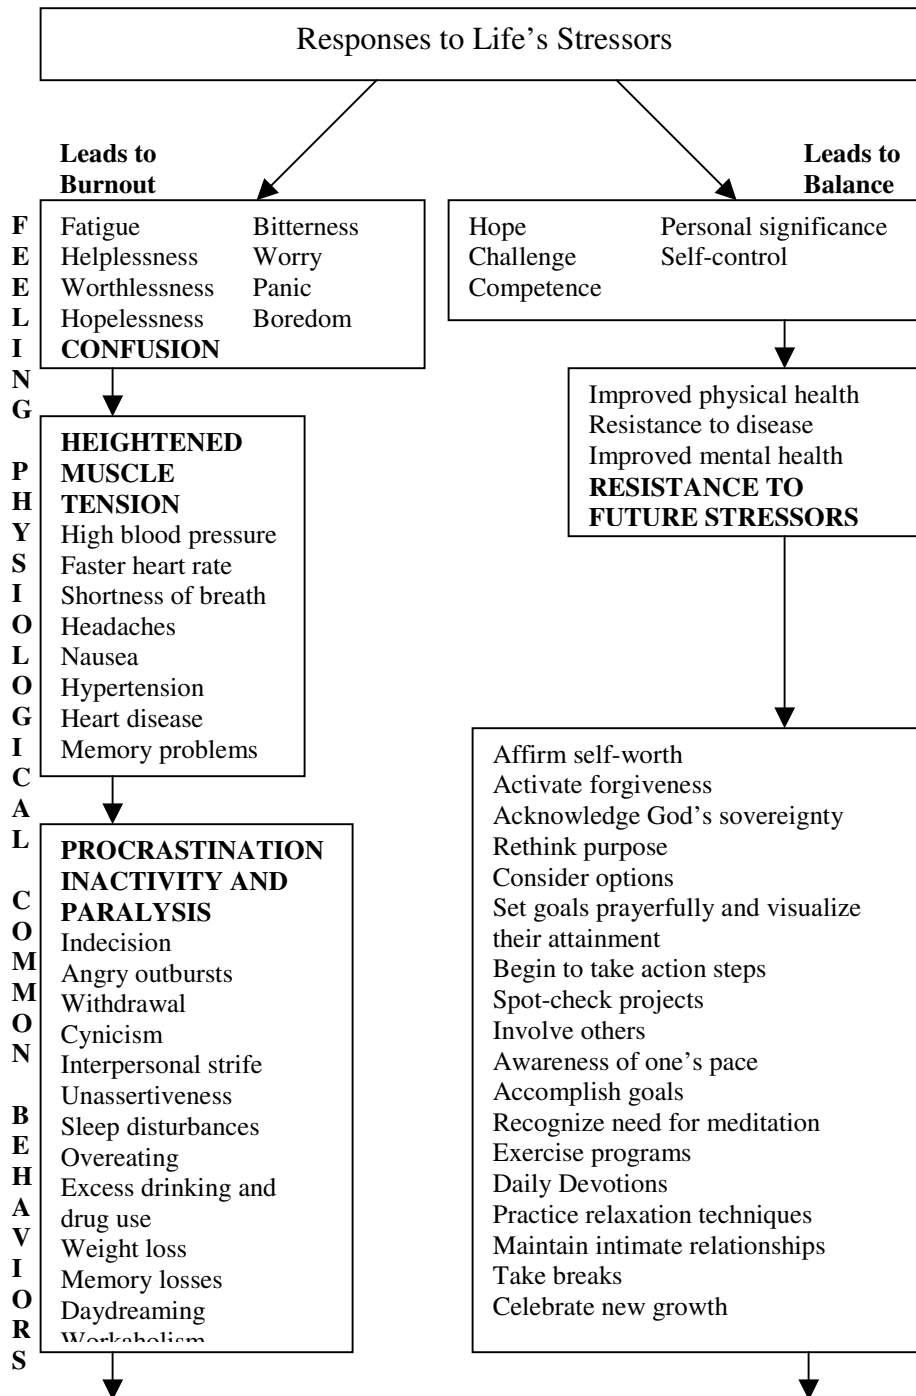 Responses to Life's Stressors
Leads to
Burnout
Leads to
Balance
FEELING PHYSIOLOGICAL COMMON BEHAVIORS
Fatigue
Helplessness
Worthlessness
Hopelessness
CONFUSION
Bitterness
Worry
Panic
Boredom
Hope
Challenge
Competence
Personal significance
Self-control
HEIGHTENED
MUSCLE
TENSION
High blood pressure
Faster heart rate
Shortness of breath
Headaches
Nausea
Hypertension
Heart disease
Memory problems
Improved physical health
Resistance to disease
Improved mental health
RESISTANCE TO
FUTURE STRESSORS
PROCRASTINATION
INACTIVITY AND
PARALYSIS
Indecision
Angry outbursts
Withdrawal
Cynicism
Interpersonal strife
Unassertiveness
Sleep disturbances
Overeating
Excess drinking and
drug use
Weight loss
Memory losses
Daydreaming
Workaholism
Affirm self-worth
Activate forgiveness
Acknowledge God's sovereignty
Rethink purpose
Consider options
Set goals prayerfully and visualize
their attainment
Begin to take action steps
Spot-check projects
Involve others
Awareness of one's pace
Accomplish goals
Recognize need for meditation
Exercise programs
Daily Devotions
Practice relaxation techniques
Maintain intimate relationships
Take breaks
Celebrate new growth